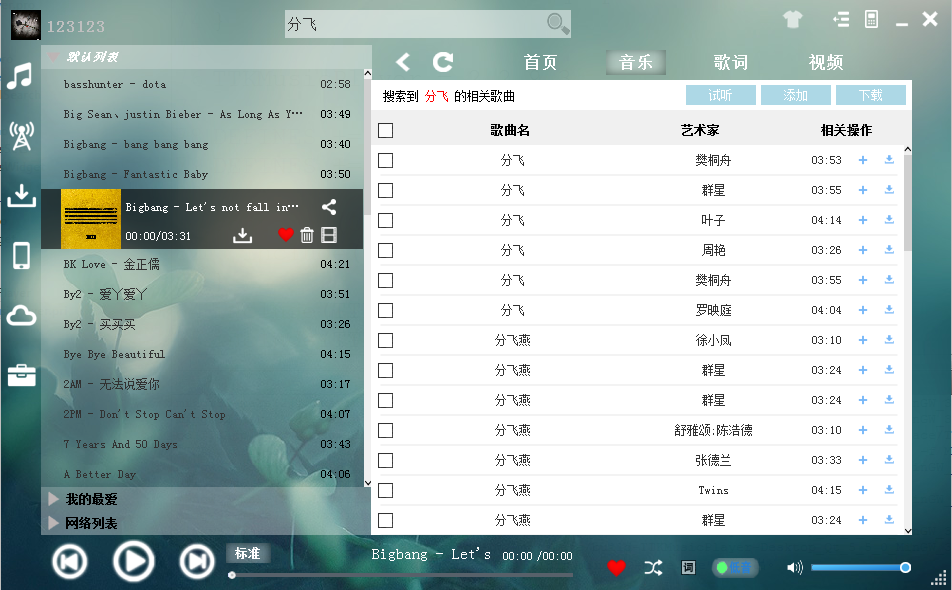 123123
分飞
默认列表
basshunter - dota 02:58
Big Sean、justin Bieber - As Long As Y… 03:49
Bigbang - bang bang bang 03:40
Bigbang - Fantastic Baby 03:50
Bigbang - Let's not fall in…
00:00/03:31
BK Love - 金正儒 04:21
By2 - 爱丫爱丫 03:51
By2 - 买买买 03:26
Bye Bye Beautiful 04:15
2AM - 无法说爱你 03:17
2PM - Don't Stop Can't Stop 04:07
7 Years And 50 Days 03:43
A Better Day 04:06
我的最爱
网络列表
首页 音乐 歌词 视频
搜索到 分飞 的相关歌曲 试听 添加 下载
歌曲名 艺术家 相关操作
分飞 樊桐舟 03:53
分飞 群星 03:55
分飞 叶子 04:14
分飞 周艳 03:26
分飞 樊桐舟 03:55
分飞 罗映庭 04:04
分飞燕 徐小凤 03:10
分飞燕 群星 03:24
分飞燕 群星 03:24
分飞燕 舒雅颂;陈浩德 03:10
分飞燕 张德兰 03:33
分飞燕 Twins 04:15
分飞燕 群星 03:24
标准 Bigbang - Let's 00:00 /00:00
词